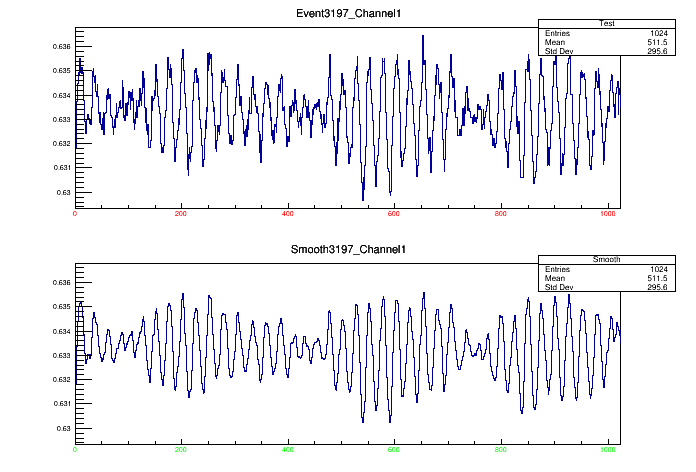 Event3197_Channel1
Test
Entries 1024
Mean 511.5
Std Dev 295.6
0.636
0.635
0.634
0.633
0.632
0.631
0.63
0 200 400 600 800 1000
Smooth3197_Channel1
Smooth
Entries 1024
Mean 511.5
Std Dev 295.6
0.636
0.635
0.634
0.633
0.632
0.631
0.63
0 200 400 600 800 1000